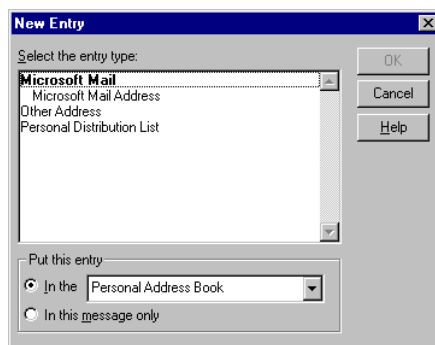 New Entry
Select the entry type:
OK
Microsoft Mail
Microsoft Mail Address
Cancel
Other Address
Personal Distribution List
Help
Put this entry
In the Personal Address Book
In this message only